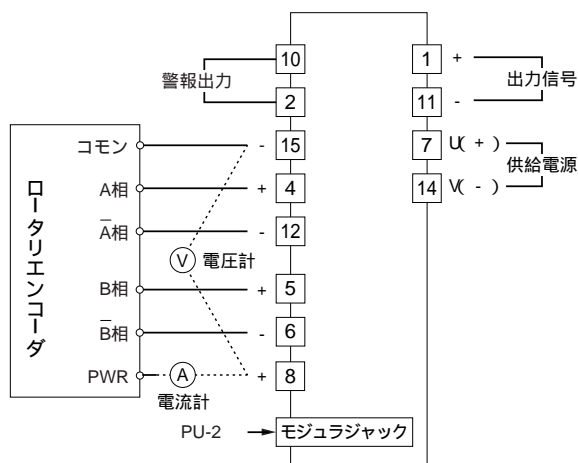 10
警報出力
2
1 +
出力信号
11 -
7 U( + )
供給電源
14 V( - )
ロータリエンコーダ
コモン - 15
A相 + 4
A̅相 - 12
V 電圧計
B相 + 5
B̅相 - 6
PWR A + 8
電流計
PU-2 モジュラジャック